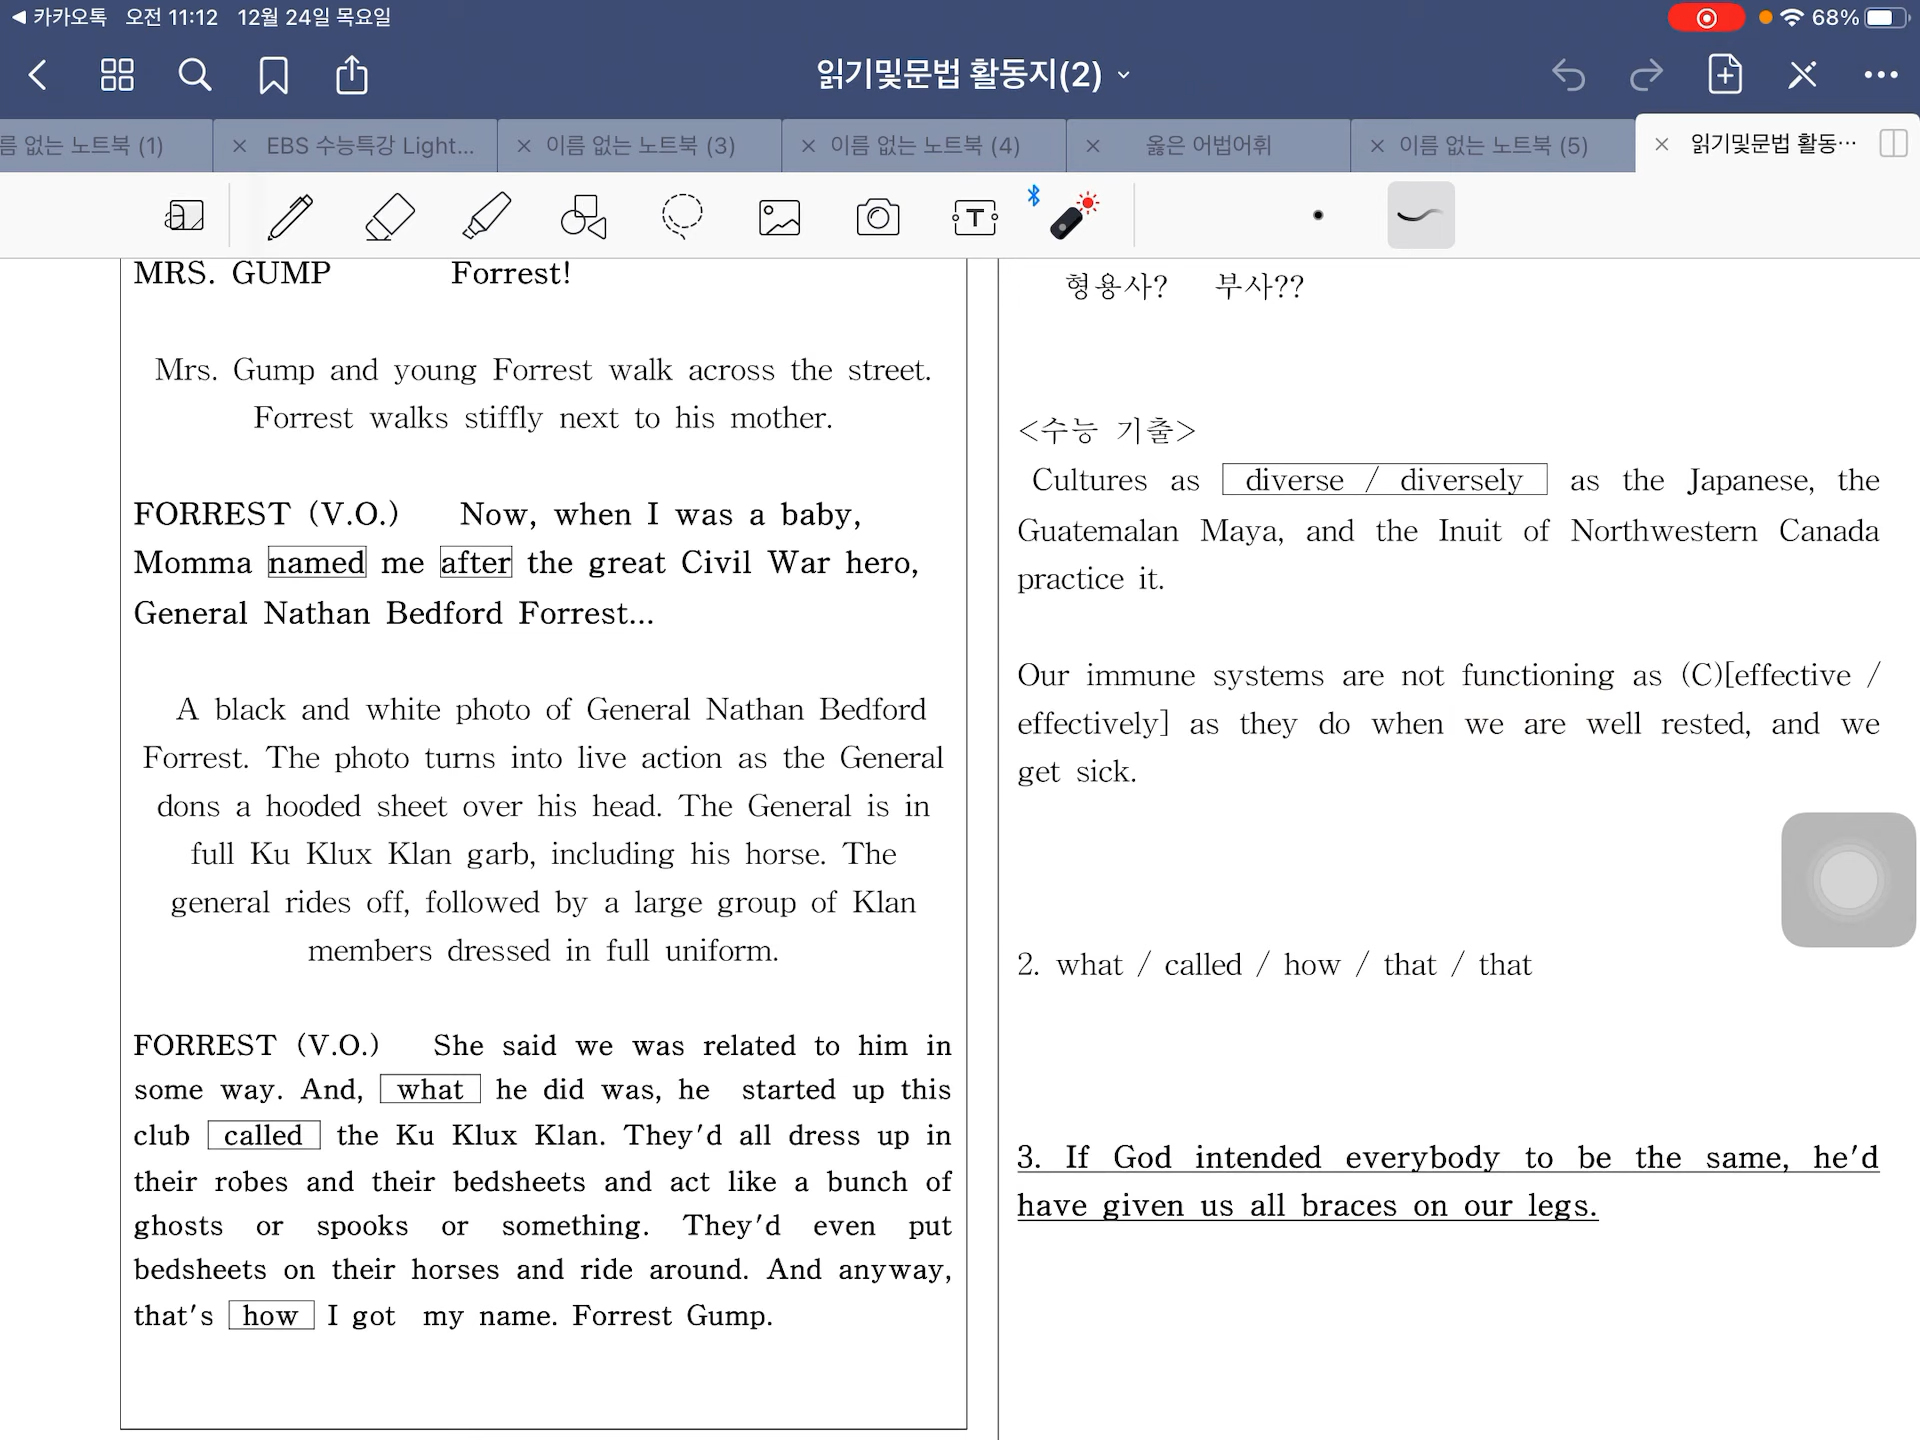 ◀ 카카오톡 오전 11:12 12월 24일 목요일
68%
읽기및문법 활동지(2)
름 없는 노트북 (1)
EBS 수능특강 Light...
이름 없는 노트북 (3)
이름 없는 노트북 (4)
옳은 어법어휘
이름 없는 노트북 (5)
읽기및문법 활동…
MRS. GUMP Forrest!
Mrs. Gump and young Forrest walk across the street.
Forrest walks stiffly next to his mother.
FORREST (V.O.) Now, when I was a baby,
Momma named me after the great Civil War hero,
General Nathan Bedford Forrest...
A black and white photo of General Nathan Bedford
Forrest. The photo turns into live action as the General
dons a hooded sheet over his head. The General is in
full Ku Klux Klan garb, including his horse. The
general rides off, followed by a large group of Klan
members dressed in full uniform.
FORREST (V.O.) She said we was related to him in
some way. And, what he did was, he started up this
club called the Ku Klux Klan. They'd all dress up in
their robes and their bedsheets and act like a bunch of
ghosts or spooks or something. They'd even put
bedsheets on their horses and ride around. And anyway,
that's how I got my name. Forrest Gump.
형용사? 부사??
<수능 기출>
Cultures as diverse / diversely as the Japanese, the
Guatemalan Maya, and the Inuit of Northwestern Canada
practice it.
Our immune systems are not functioning as (C)[effective /
effectively] as they do when we are well rested, and we
get sick.
2. what / called / how / that / that
3. If God intended everybody to be the same, he'd
have given us all braces on our legs.